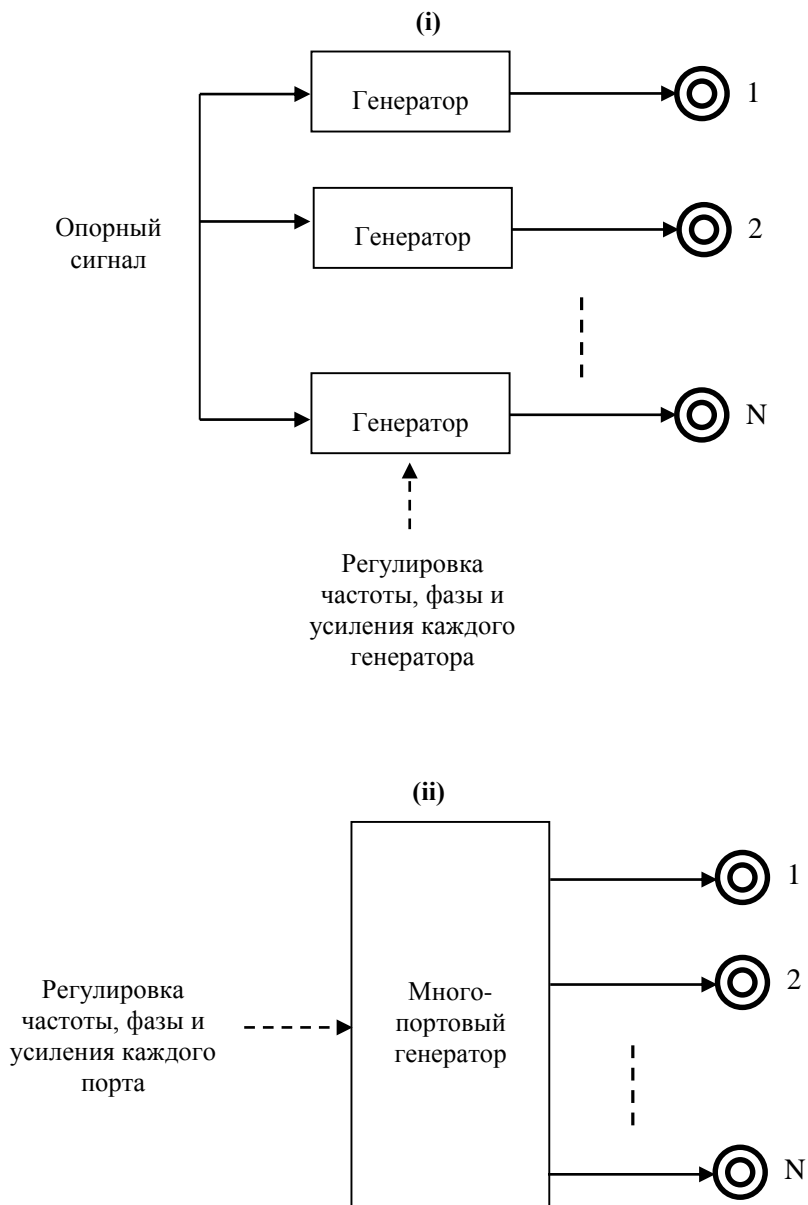 (i)
Генератор
1
Опорный
сигнал
Генератор
2
Генератор
N
Регулировка
частоты, фазы и
усиления каждого
генератора
(ii)
1
2
Регулировка
частоты, фазы и
усиления каждого
порта
Много-
портовый
генератор
N